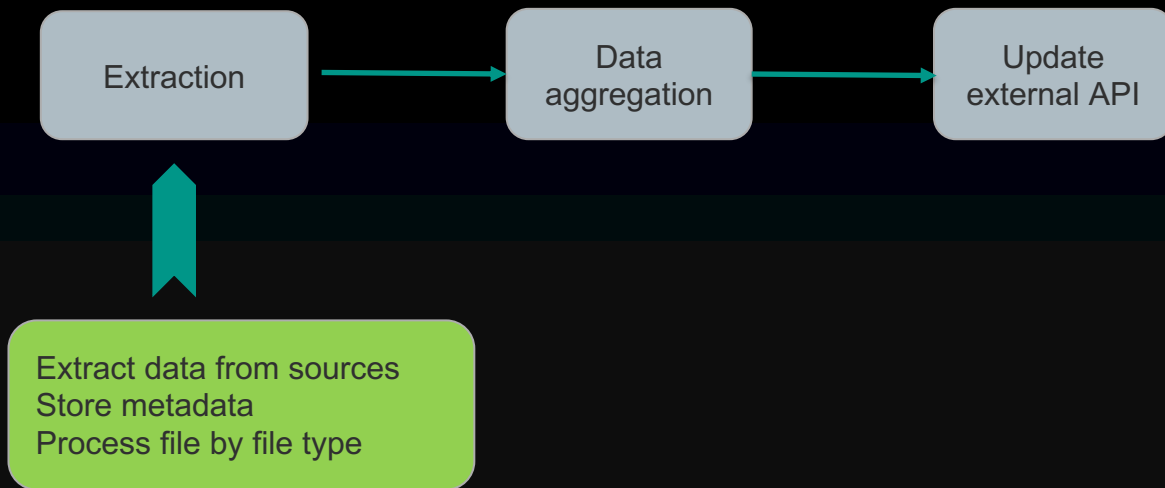 Extraction
Data
aggregation
Update
external API
Extract data from sources
Store metadata
Process file by file type